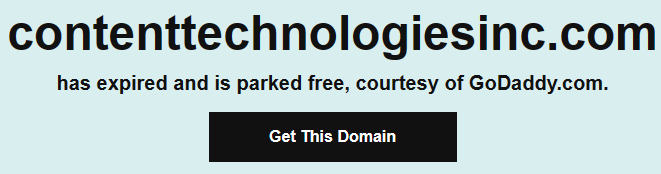 contenttechnologiesinc.com
has expired and is parked free, courtesy of GoDaddy.com.
Get This Domain